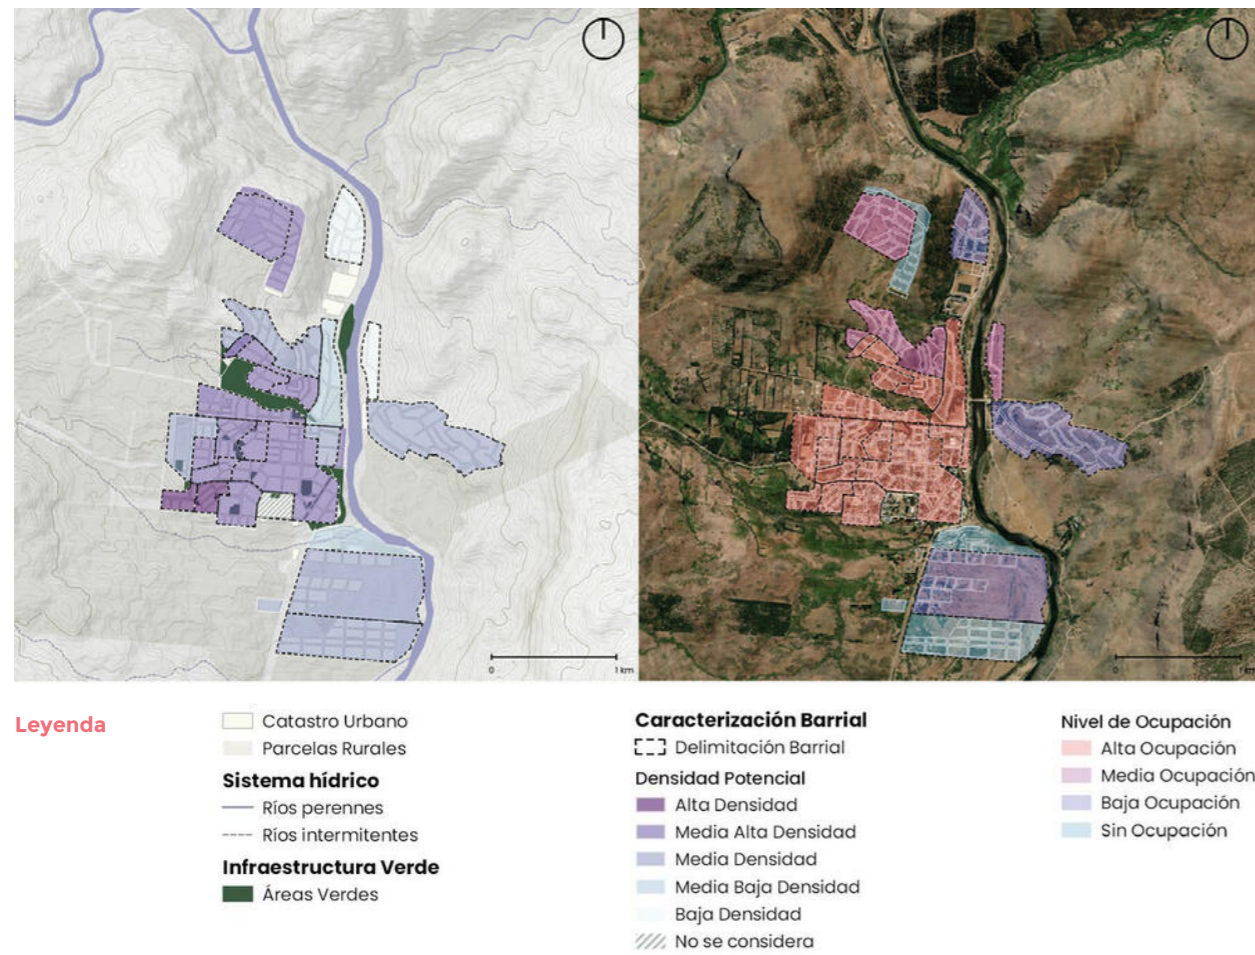 0
1 km
0
1 km
Leyenda
Catastro Urbano
Parcelas Rurales
Sistema hídrico
Ríos perennes
Ríos intermitentes
Infraestructura Verde
Áreas Verdes
Caracterización Barrial
Delimitación Barrial
Densidad Potencial
Alta Densidad
Media Alta Densidad
Media Densidad
Media Baja Densidad
Baja Densidad
No se considera
Nivel de Ocupación
Alta Ocupación
Media Ocupación
Baja Ocupación
Sin Ocupación